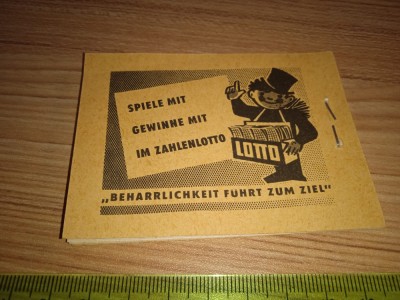 SPIELE MIT
GEWINNE MIT
IM ZAHLENLOTTO
LOTTO
„BEHARRLICHKEIT FÜHRT ZUM ZIEL"